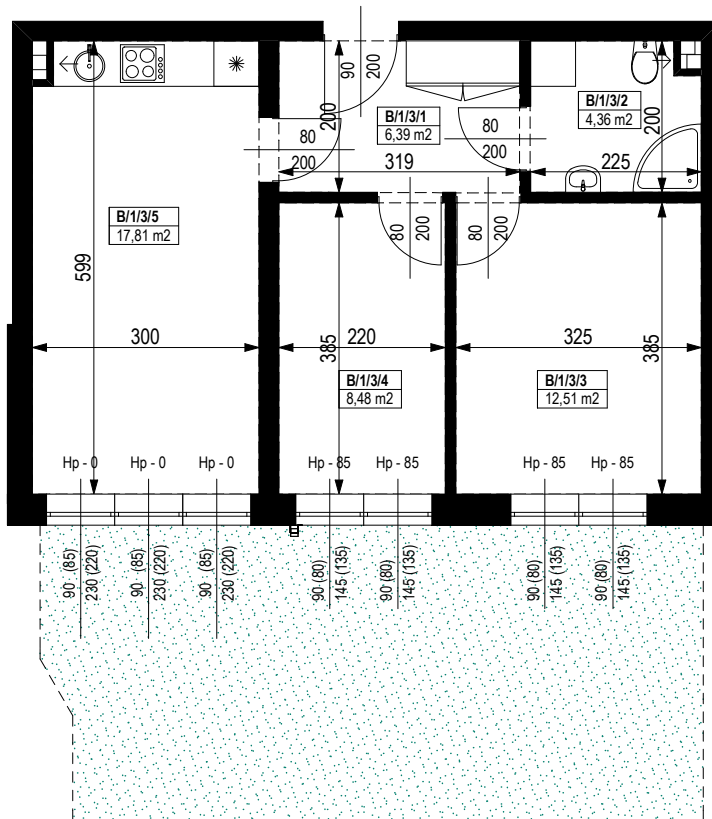 90
200
200
B/1/3/1
6,39 m2
80
200
319
80
200
B/1/3/2
4,36 m2
200
225
B/1/3/5
17,81 m2
599
300
80
200
80
200
385
220
B/1/3/4
8,48 m2
325
385
B/1/3/3
12,51 m2
Hp - 0
Hp - 0
Hp - 0
Hp - 85
Hp - 85
Hp - 85
Hp - 85
90 (85)
230 (220)
90 (85)
230 (220)
90 (85)
230 (220)
90 (80)
145 (135)
90 (80)
145 (135)
90 (80)
145 (135)
90 (80)
145 (135)